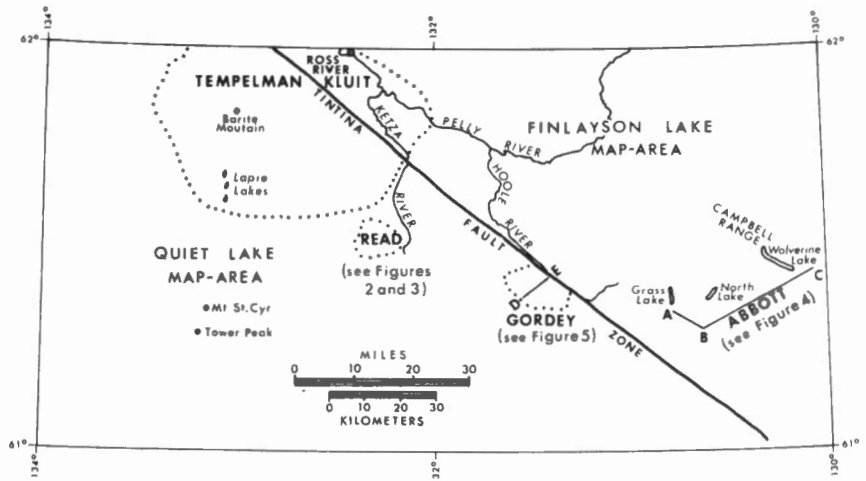 134°
132°
130°
62°
62°
ROSS
RIVER
TEMPELMAN KLUIT
TINTINA
KETZA
PELLY
RIVER
FINLAYSON LAKE
MAP-AREA
Barite
Moutain
HOOLE
RIVER
Lapie
Lakes
RIVER
FAULT
READ
(see Figures
2 and 3)
QUIET LAKE
MAP-AREA
CAMPBELL
RANGE
Wolverine
Lake
C
E
D
GORDEY
(see Figure 5)
Grass
Lake
North
Lake
A
B
ABBOTT
(see Figure 4)
Mt St.Cyr
Tower Peak
ZONE
MILES
0 10 20 30
0 10 20 30
KILOMETERS
61°
61°
134°
132°
130°